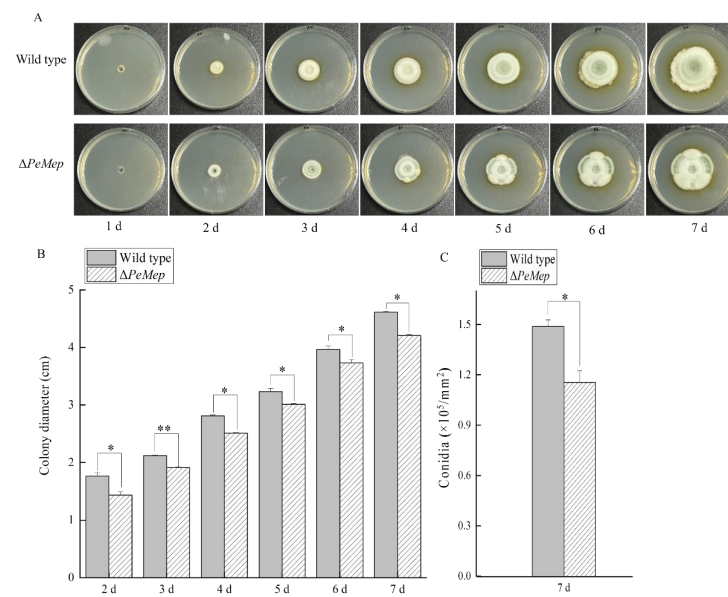 A
Wild type
ΔPeMep
1 d 2 d 3 d 4 d 5 d 6 d 7 d
B
Wild type
ΔPeMep
Colony diameter (cm)
5
4
3
2
1
0
* ** * * * *
2 d 3 d 4 d 5 d 6 d 7 d
C
Wild type
ΔPeMep
Conidia (×10⁵/mm²)
1.5
1.2
0.9
0.3
0.0
*
7 d